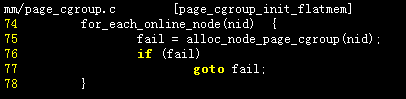 mm/page_cgroup.c [page_cgroup_init_flatmem]
74 for_each_online_node(nid) {
75 fail = alloc_node_page_cgroup(nid);
76 if (fail)
77 goto fail;
78 }